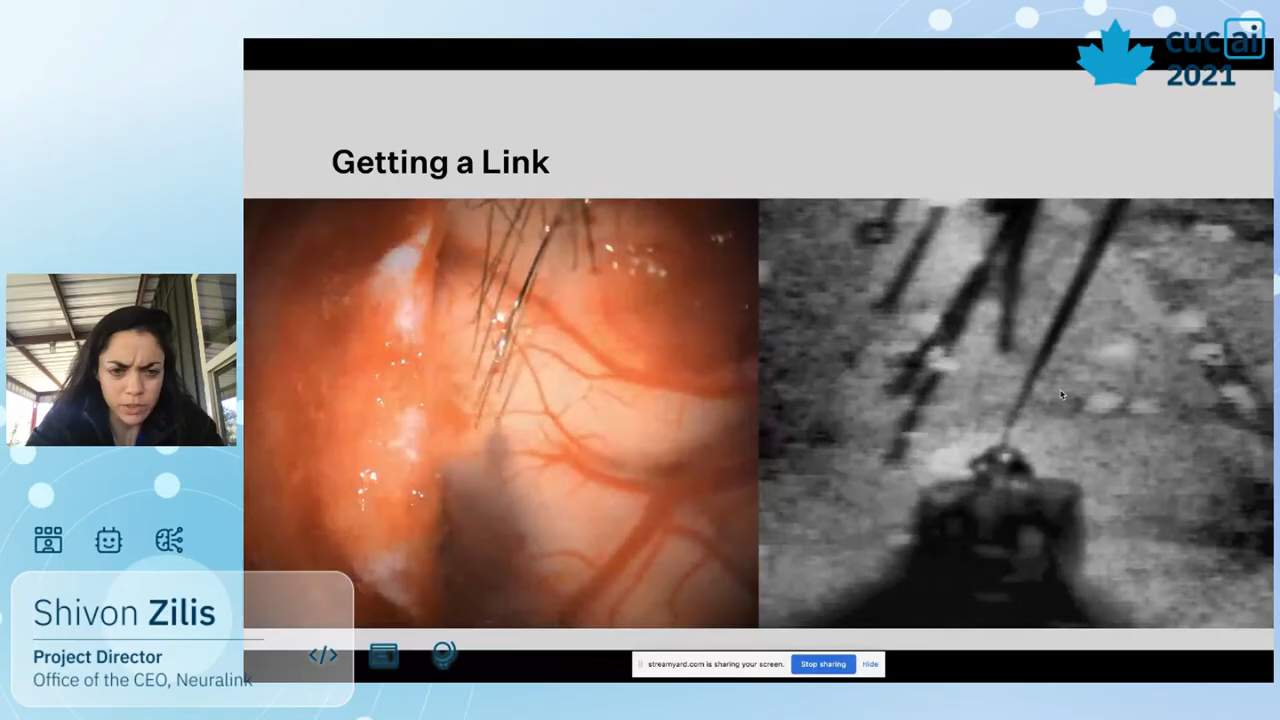 cuc ai
2021
Getting a Link
Shivon Zilis
Project Director
Office of the CEO, Neuralink
</>
streamyard.com is sharing your screen. Stop sharing Hide